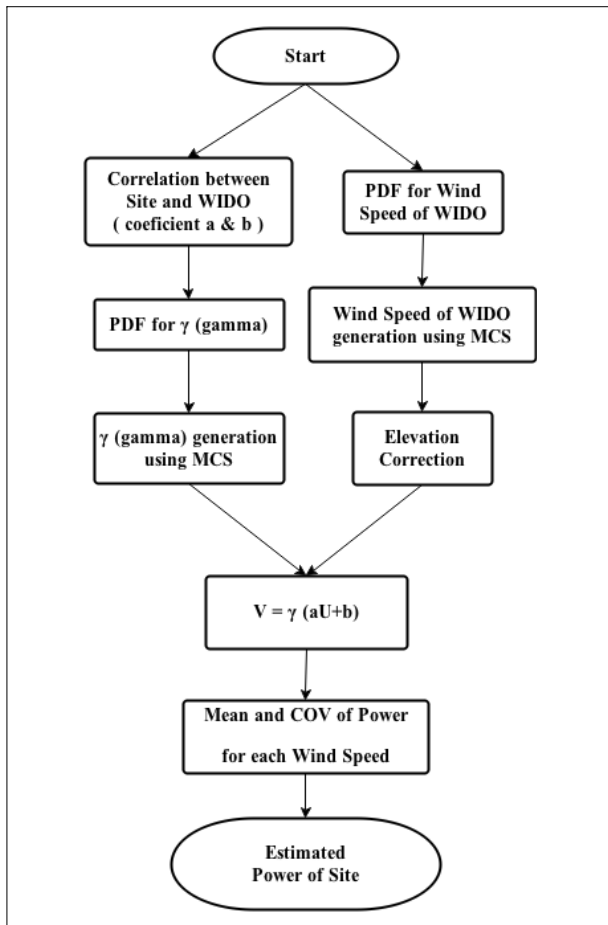 Start
Correlation between
Site and WIDO
( coeficient a & b )
PDF for γ (gamma)
γ (gamma) generation
using MCS
PDF for Wind
Speed of WIDO
Wind Speed of WIDO
generation using MCS
Elevation
Correction
V = γ (aU+b)
Mean and COV of Power
for each Wind Speed
Estimated
Power of Site